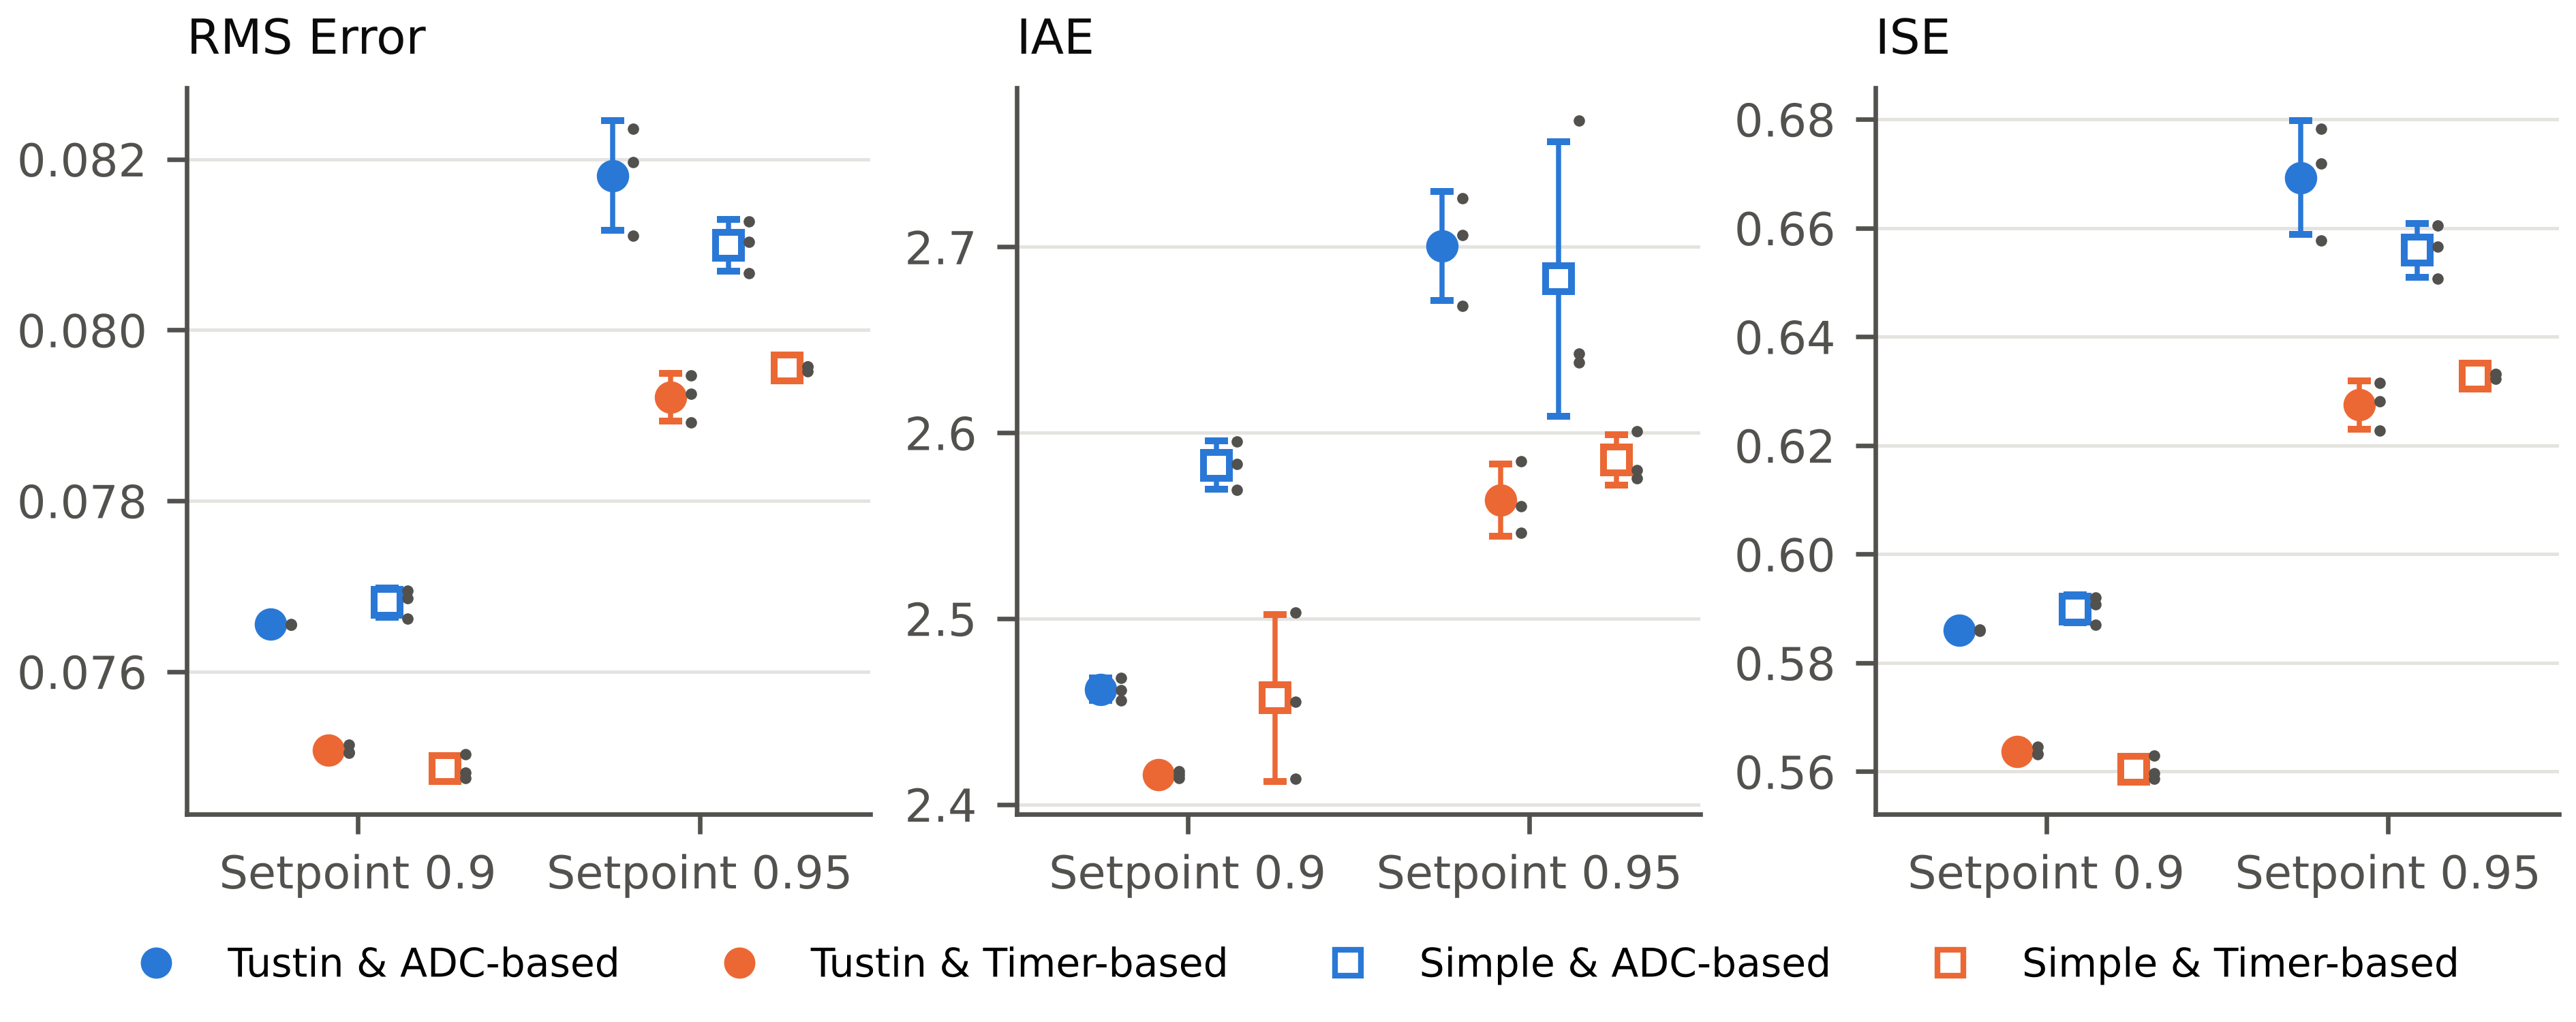 RMS Error
0.082
0.080
0.078
0.076
Setpoint 0.9
Setpoint 0.95
IAE
2.7
2.6
2.5
2.4
Setpoint 0.9
Setpoint 0.95
ISE
0.68
0.66
0.64
0.62
0.60
0.58
0.56
Setpoint 0.9
Setpoint 0.95
Tustin & ADC-based
Tustin & Timer-based
Simple & ADC-based
Simple & Timer-based